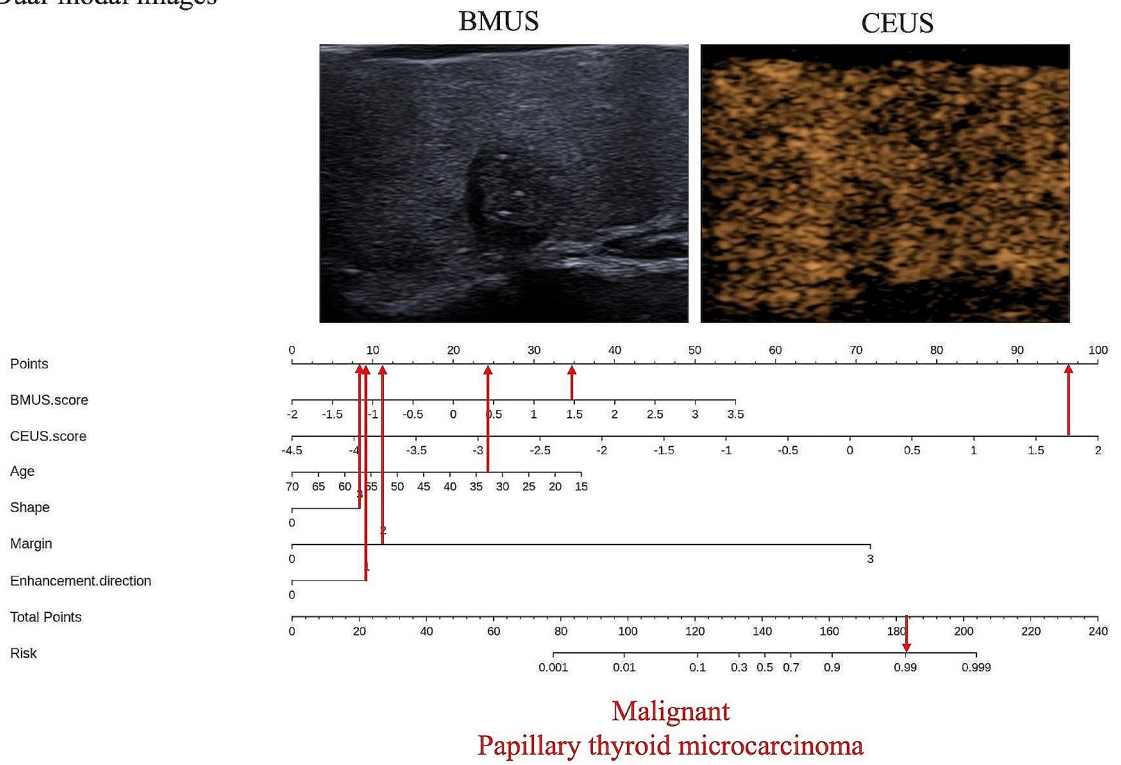 Dual-modal images
BMUS CEUS
0 10 20 30 40 50 60 70 80 90 100
Points
BMUS.score
-2 -1.5 -1 -0.5 0 0.5 1 1.5 2 2.5 3 3.5
CEUS.score
-4.5 -4 -3.5 -3 -2.5 -2 -1.5 -1 -0.5 0 0.5 1 1.5 2
Age
70 65 60 55 50 45 40 35 30 25 20 15
3
Shape
0
2
Margin
0 3
1
Enhancement.direction
0
Total Points
0 20 40 60 80 100 120 140 160 180 200 220 240
Risk
0.001 0.01 0.1 0.3 0.5 0.7 0.9 0.99 0.999
Malignant
Papillary thyroid microcarcinoma